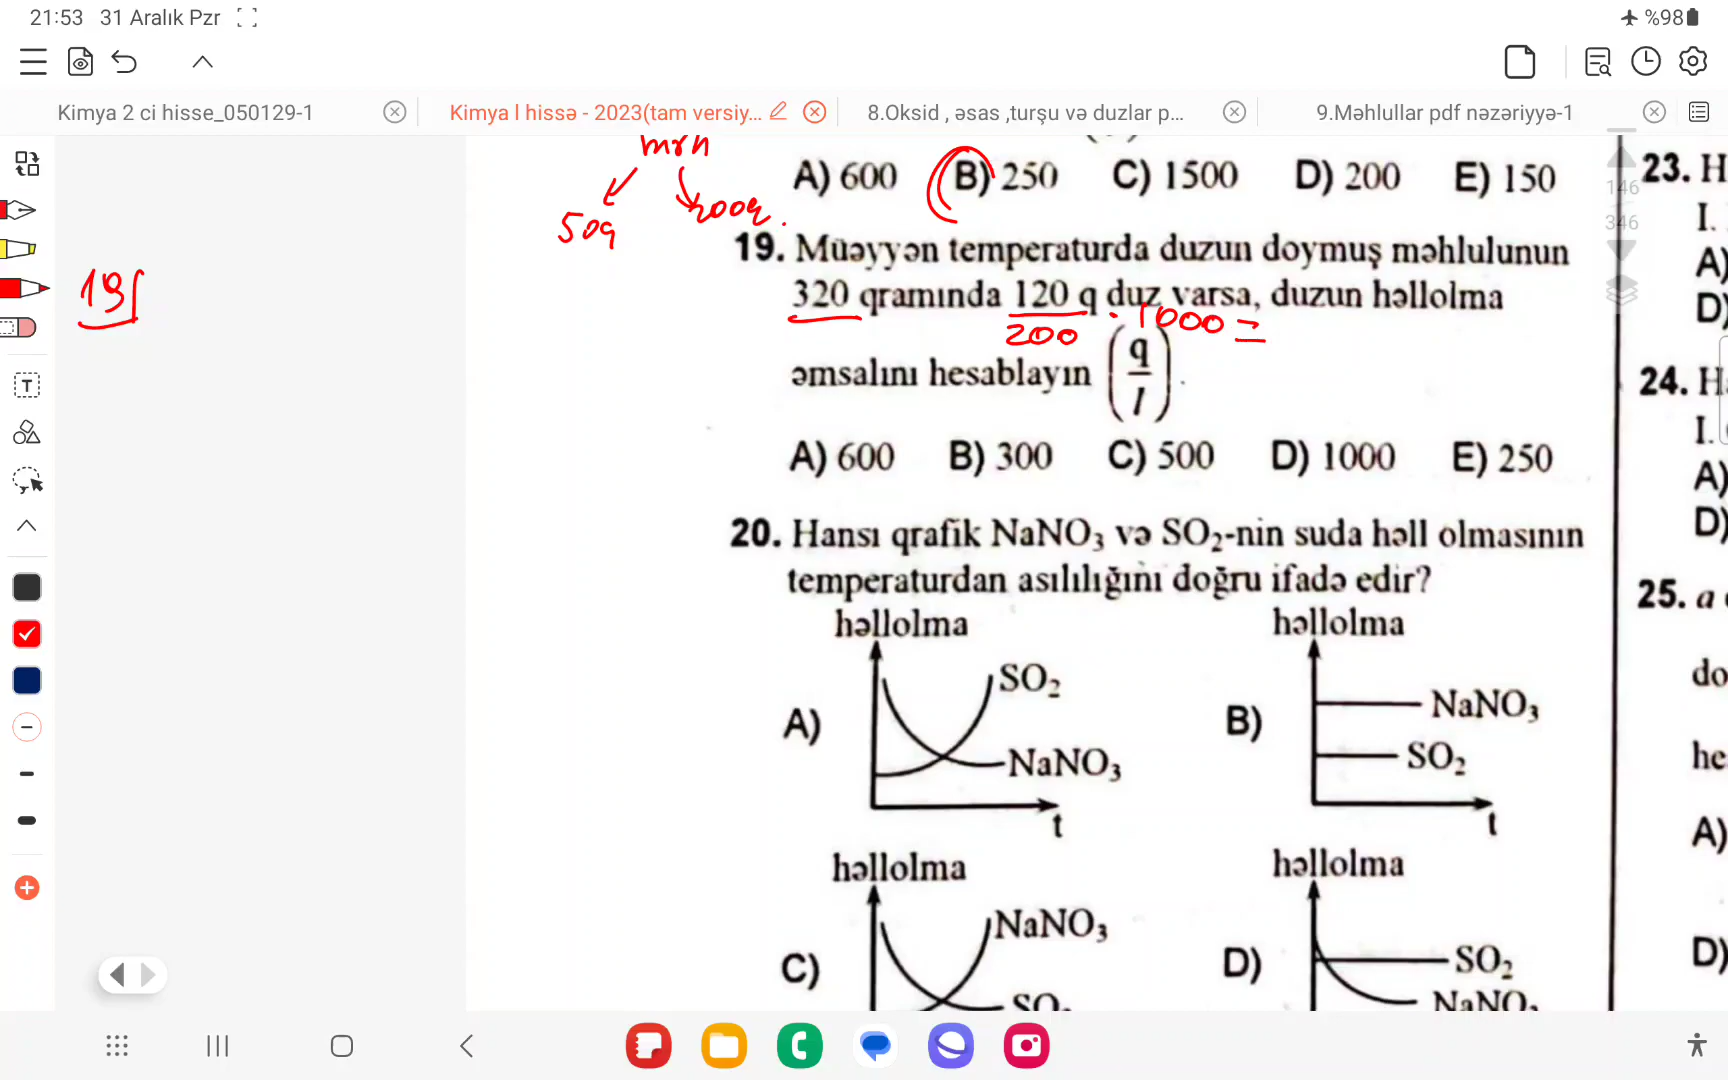 21:53 31 Aralık Pzr %98
Kimya 2 ci hisse_050129-1
Kimya I hissə - 2023(tam versiy...
8.Oksid , əsas ,turşu və duzlar p...
9.Məhlullar pdf nəzəriyyə-1
50q
A) 600 B) 250 C) 1500 D) 200 E) 150
19.
19. Müəyyən temperaturda duzun doymuş məhlulunun
320 qramında 120 q duz varsa, duzun həllolma
200 · 1000 =
əmsalını hesablayın (q/l).
A) 600 B) 300 C) 500 D) 1000 E) 250
20. Hansı qrafik NaNO₃ və SO₂-nin suda həll olmasının
temperaturdan asılılığını doğru ifadə edir?
həllolma
A)
SO₂
NaNO₃
t
həllolma
B)
NaNO₃
SO₂
t
həllolma
C)
NaNO₃
həllolma
D)
SO₂
146
346
23. H
I.
A)
D)
24. H
I.
A)
D)
25. a
do
he
A)
D)
T